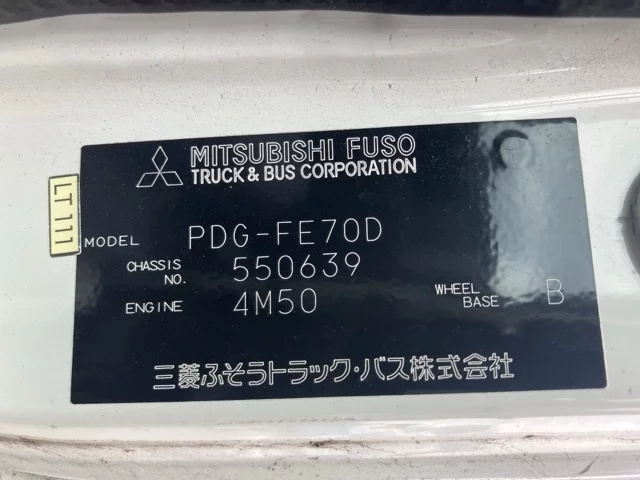 MITSUBISHI FUSO
TRUCK & BUS CORPORATION
LT111
MODEL PDG-FE70D
CHASSIS NO. 550639
ENGINE 4M50
WHEEL BASE B
三菱ふそうトラック・バス株式会社